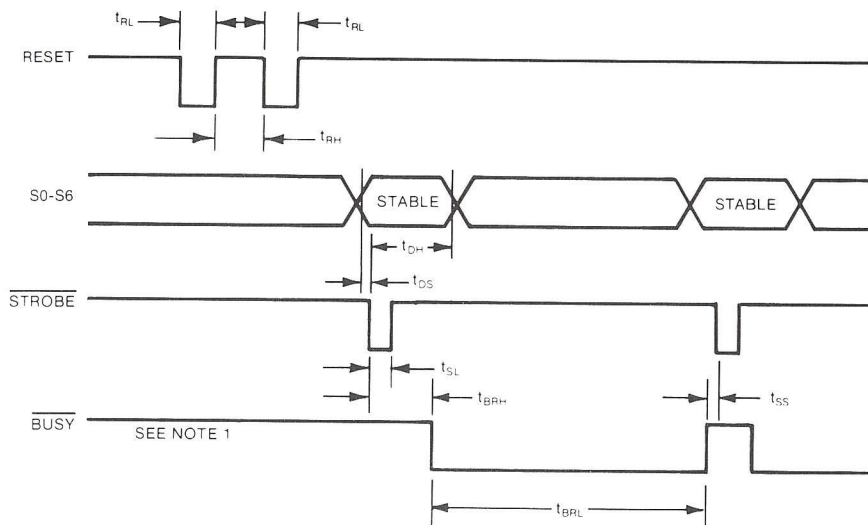 tRL tRL
RESET
tRH
S0-S6 STABLE STABLE
tDH
tDS
STROBE
tSL
tBRH tSS
BUSY SEE NOTE 1
tBRL